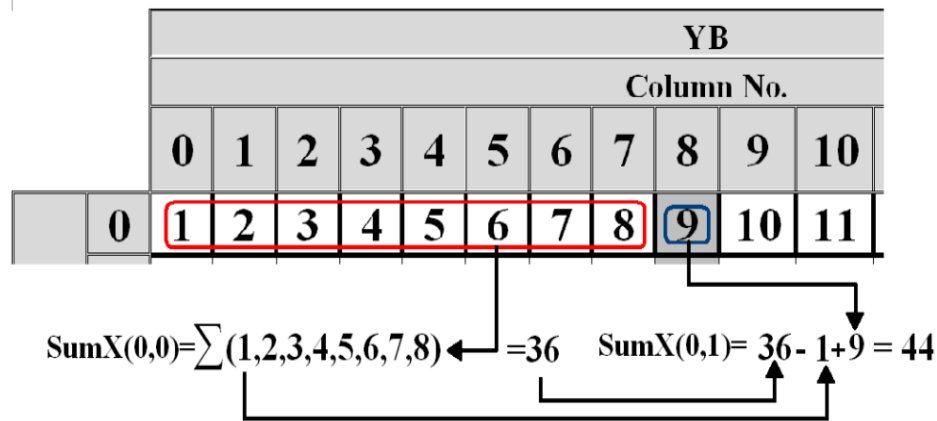 YB
Column No.
0 1 2 3 4 5 6 7 8 9 10
0 1 2 3 4 5 6 7 8 9 10 11
SumX(0,0)=∑(1,2,3,4,5,6,7,8) =36 SumX(0,1)= 36- 1+9 = 44